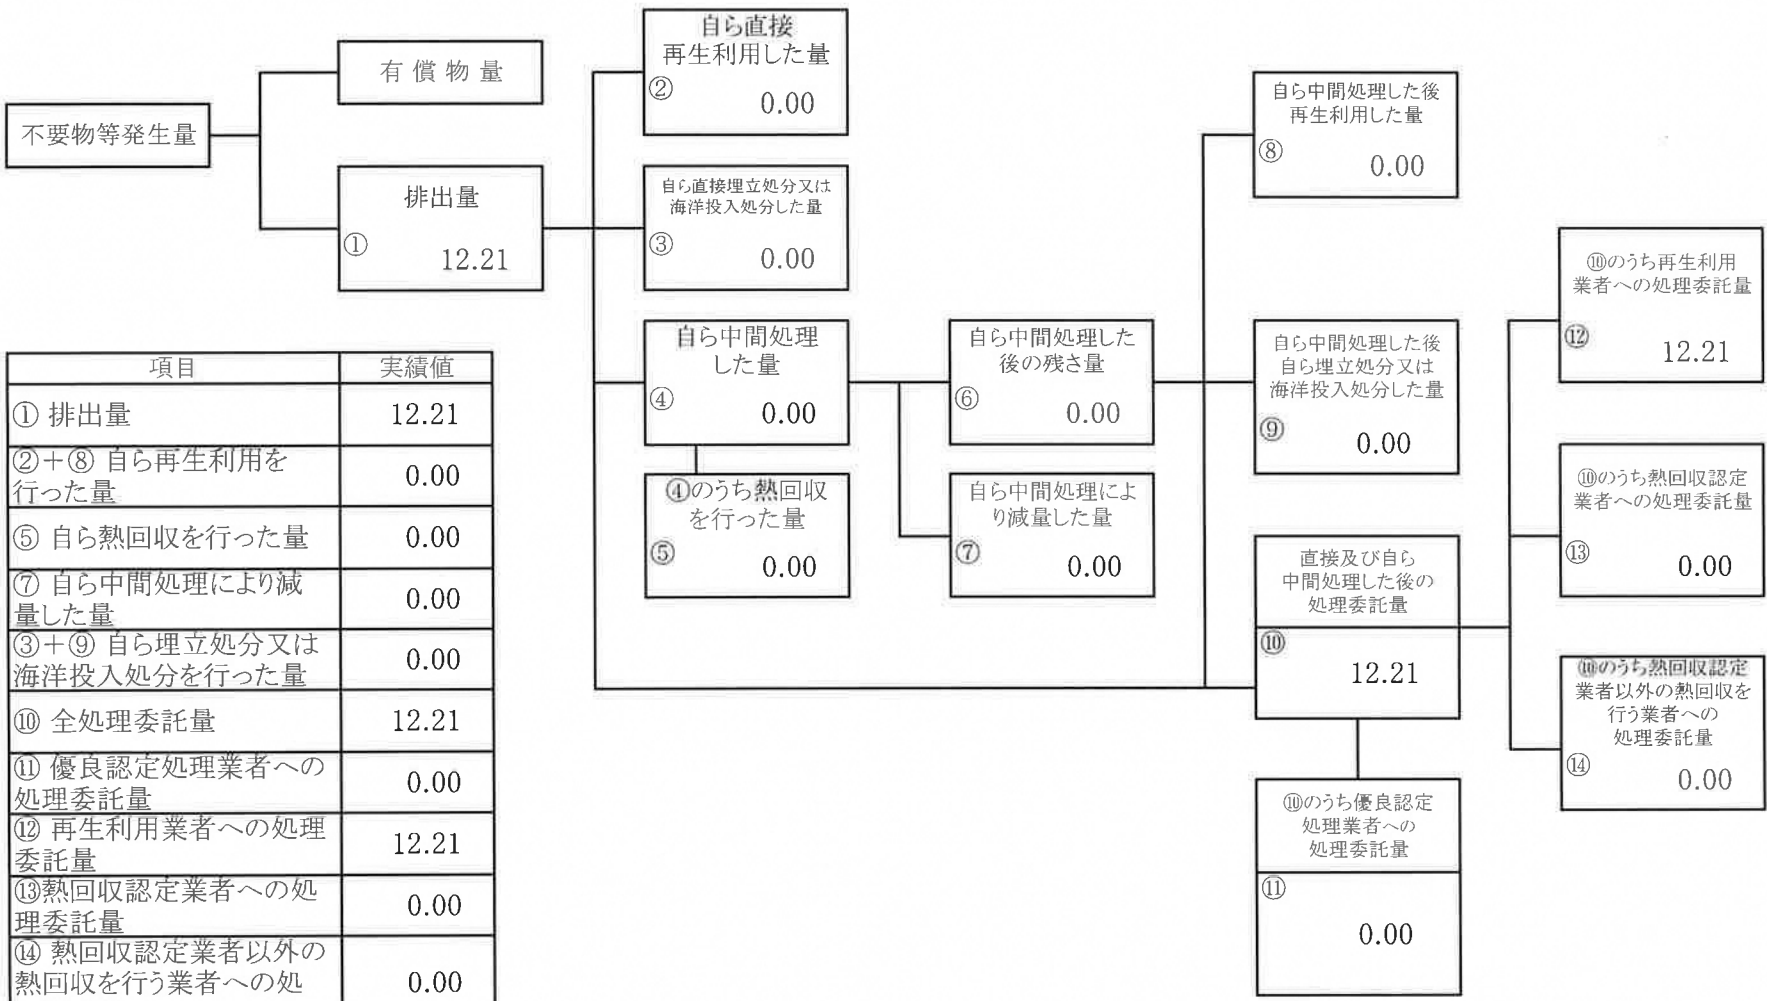 不要物等発生量
有償物量
排出量
①
12.21
自ら直接
再生利用した量
②
0.00
自ら直接埋立処分又は
海洋投入処分した量
③
0.00
自ら中間処理
した量
④
0.00
④のうち熱回収
を行った量
⑤
0.00
自ら中間処理した
後の残さ量
⑥
0.00
自ら中間処理によ
り減量した量
⑦
0.00
自ら中間処理した後
再生利用した量
⑧
0.00
自ら中間処理した後
自ら埋立処分又は
海洋投入処分した量
⑨
0.00
直接及び自ら
中間処理した後の
処理委託量
⑩
12.21
⑩のうち優良認定
処理業者への
処理委託量
⑪
0.00
⑩のうち再生利用
業者への処理委託量
⑫
12.21
⑩のうち熱回収認定
業者への処理委託量
⑬
0.00
⑩のうち熱回収認定
業者以外の熱回収を
行う業者への
処理委託量
⑭
0.00
項目 実績値
① 排出量 12.21
②+⑧ 自ら再生利用を
行った量 0.00
⑤ 自ら熱回収を行った量 0.00
⑦ 自ら中間処理により減
量した量 0.00
③+⑨ 自ら埋立処分又は
海洋投入処分を行った量 0.00
⑩ 全処理委託量 12.21
⑪ 優良認定処理業者への
処理委託量 0.00
⑫ 再生利用業者への処理
委託量 12.21
⑬熱回収認定業者への処
理委託量 0.00
⑭ 熱回収認定業者以外の
熱回収を行う業者への処 0.00